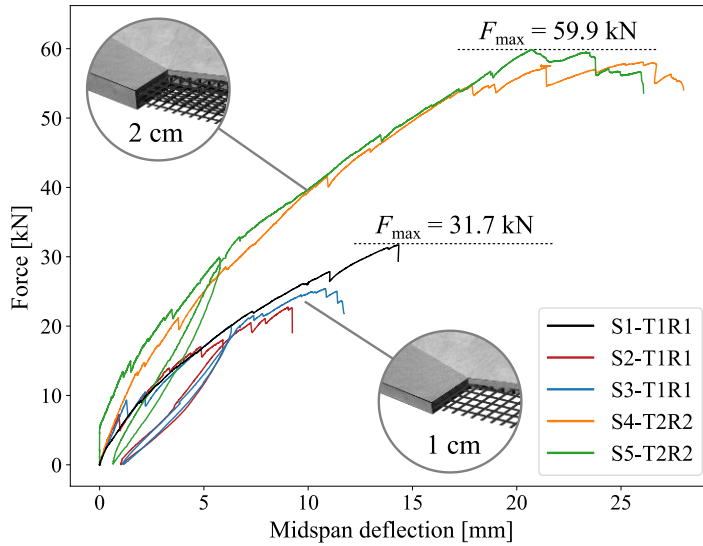 60
50
40
30
20
10
0
Force [kN]
0
5
10
15
20
25
Midspan deflection [mm]
F_max = 59.9 kN
2 cm
F_max = 31.7 kN
1 cm
S1-T1R1
S2-T1R1
S3-T1R1
S4-T2R2
S5-T2R2